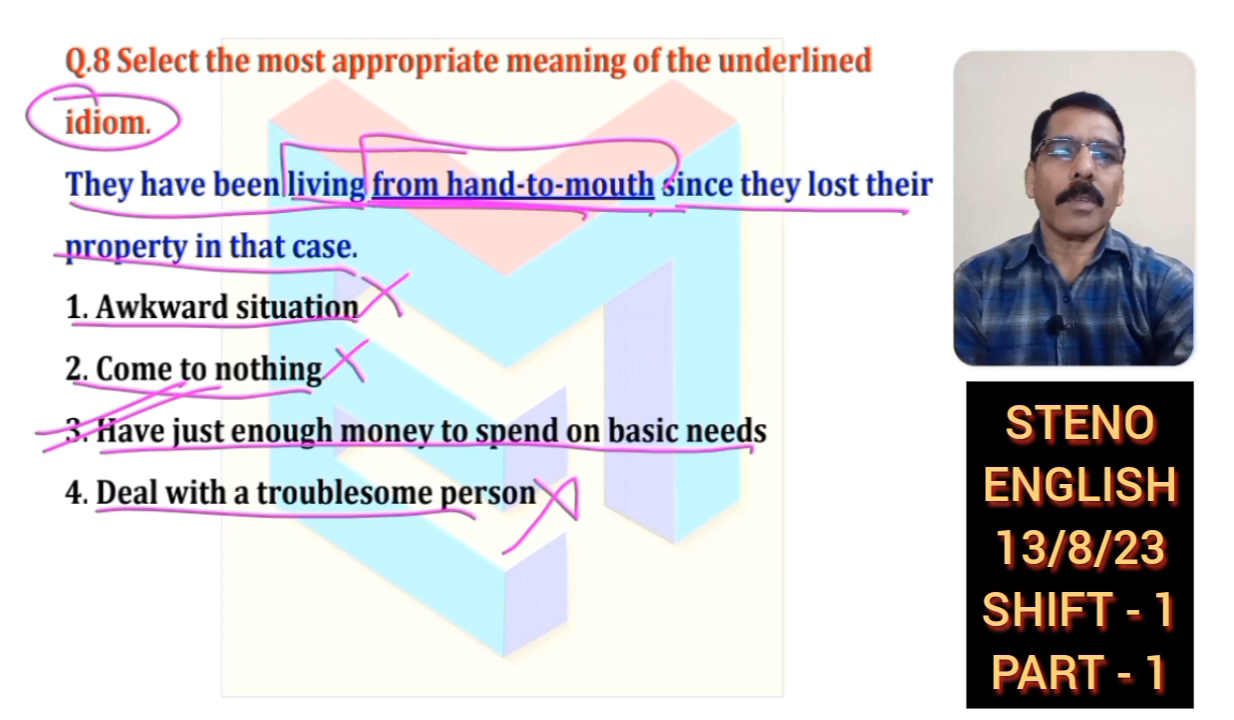 Q.8 Select the most appropriate meaning of the underlined
idiom.
They have been living from hand-to-mouth since they lost their
property in that case.
1. Awkward situation
2. Come to nothing
3. Have just enough money to spend on basic needs
4. Deal with a troublesome person
STENO
ENGLISH
13/8/23
SHIFT - 1
PART - 1